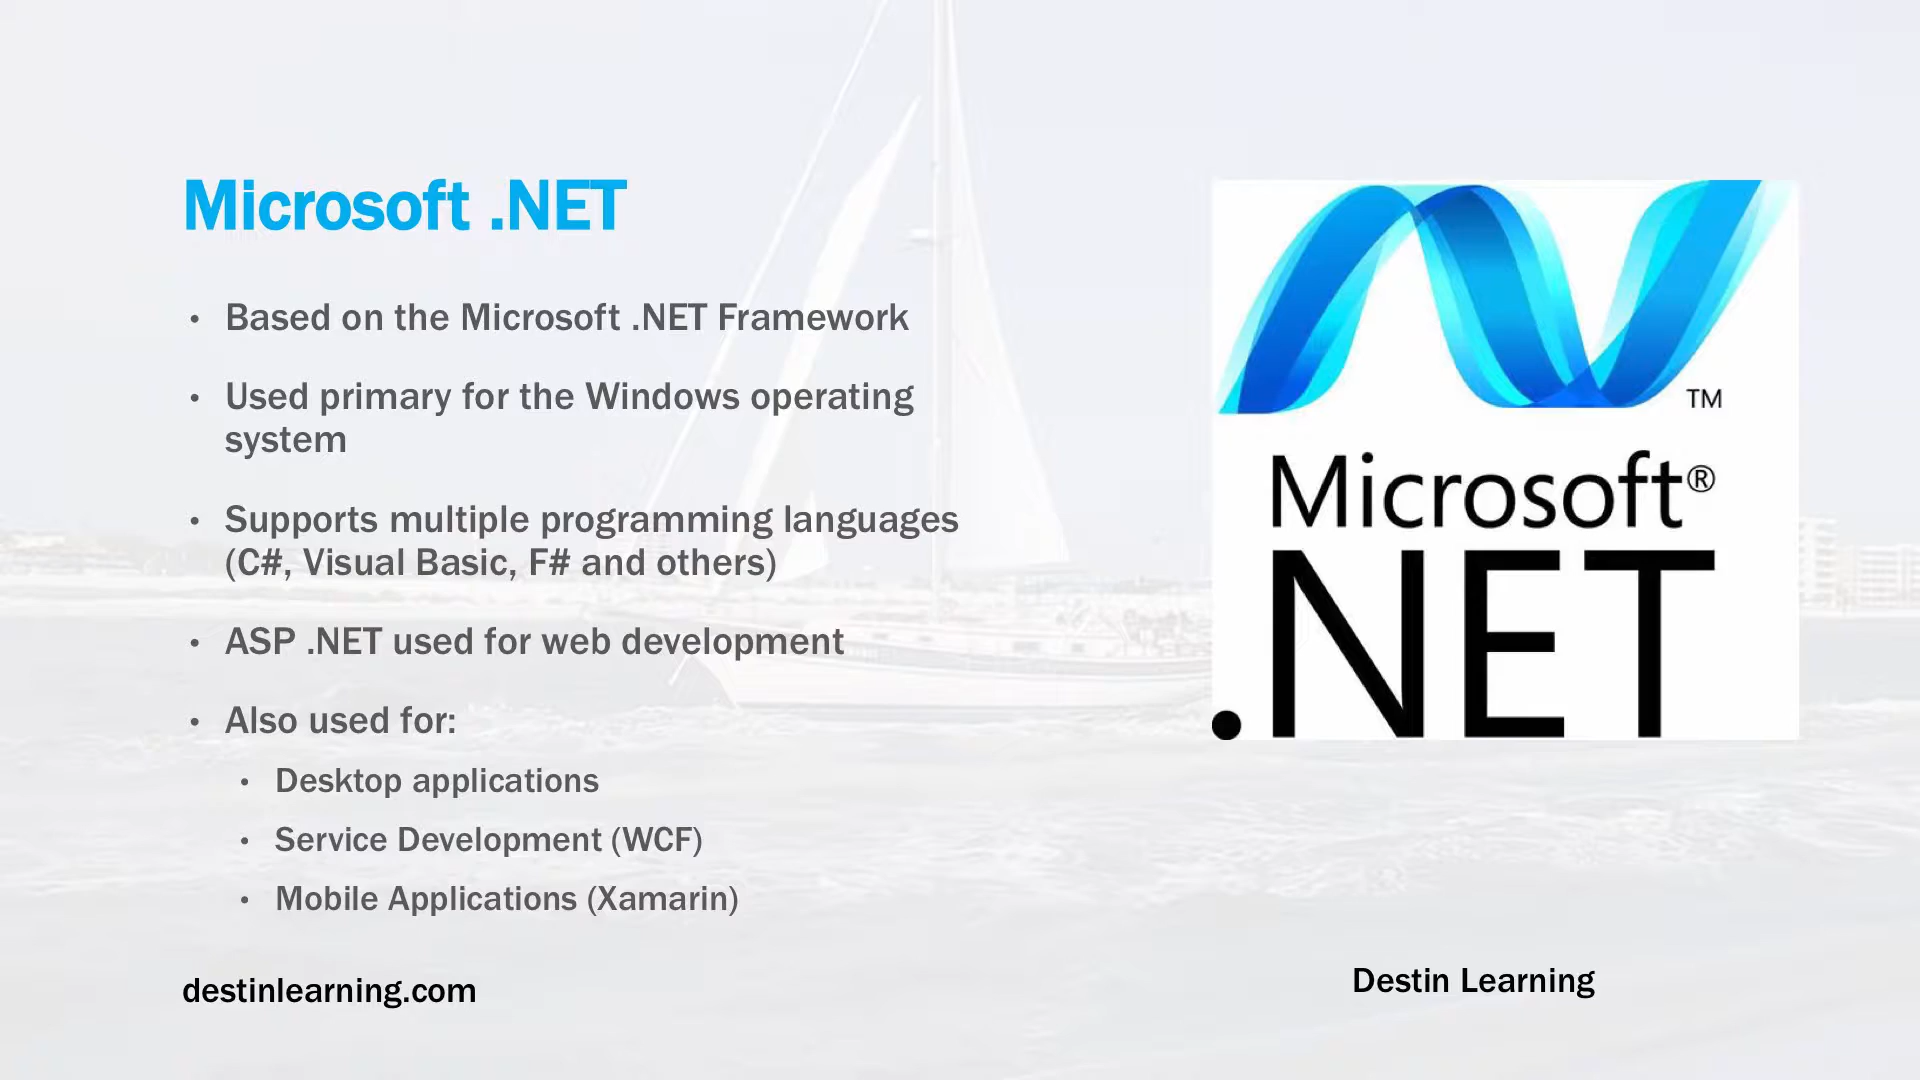 Microsoft .NET
• Based on the Microsoft .NET Framework
• Used primary for the Windows operating
system
• Supports multiple programming languages
(C#, Visual Basic, F# and others)
• ASP .NET used for web development
• Also used for:
• Desktop applications
• Service Development (WCF)
• Mobile Applications (Xamarin)
TM
Microsoft®
.NET
destinlearning.com
Destin Learning